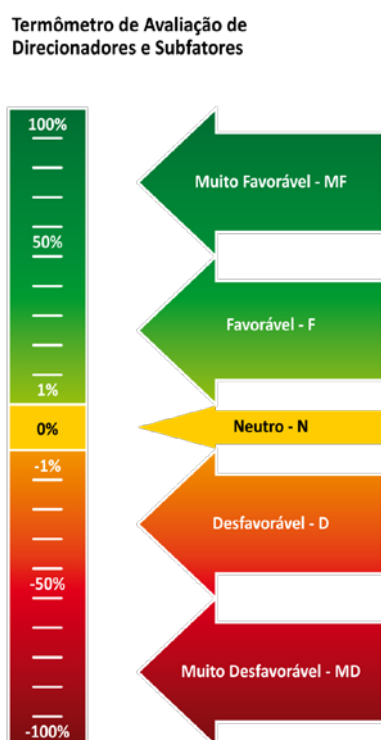 Termômetro de Avaliação de
Direcionadores e Subfatores
100%
Muito Favorável - MF
50%
Favorável - F
1%
0%
Neutro - N
-1%
Desfavorável - D
-50%
Muito Desfavorável - MD
-100%